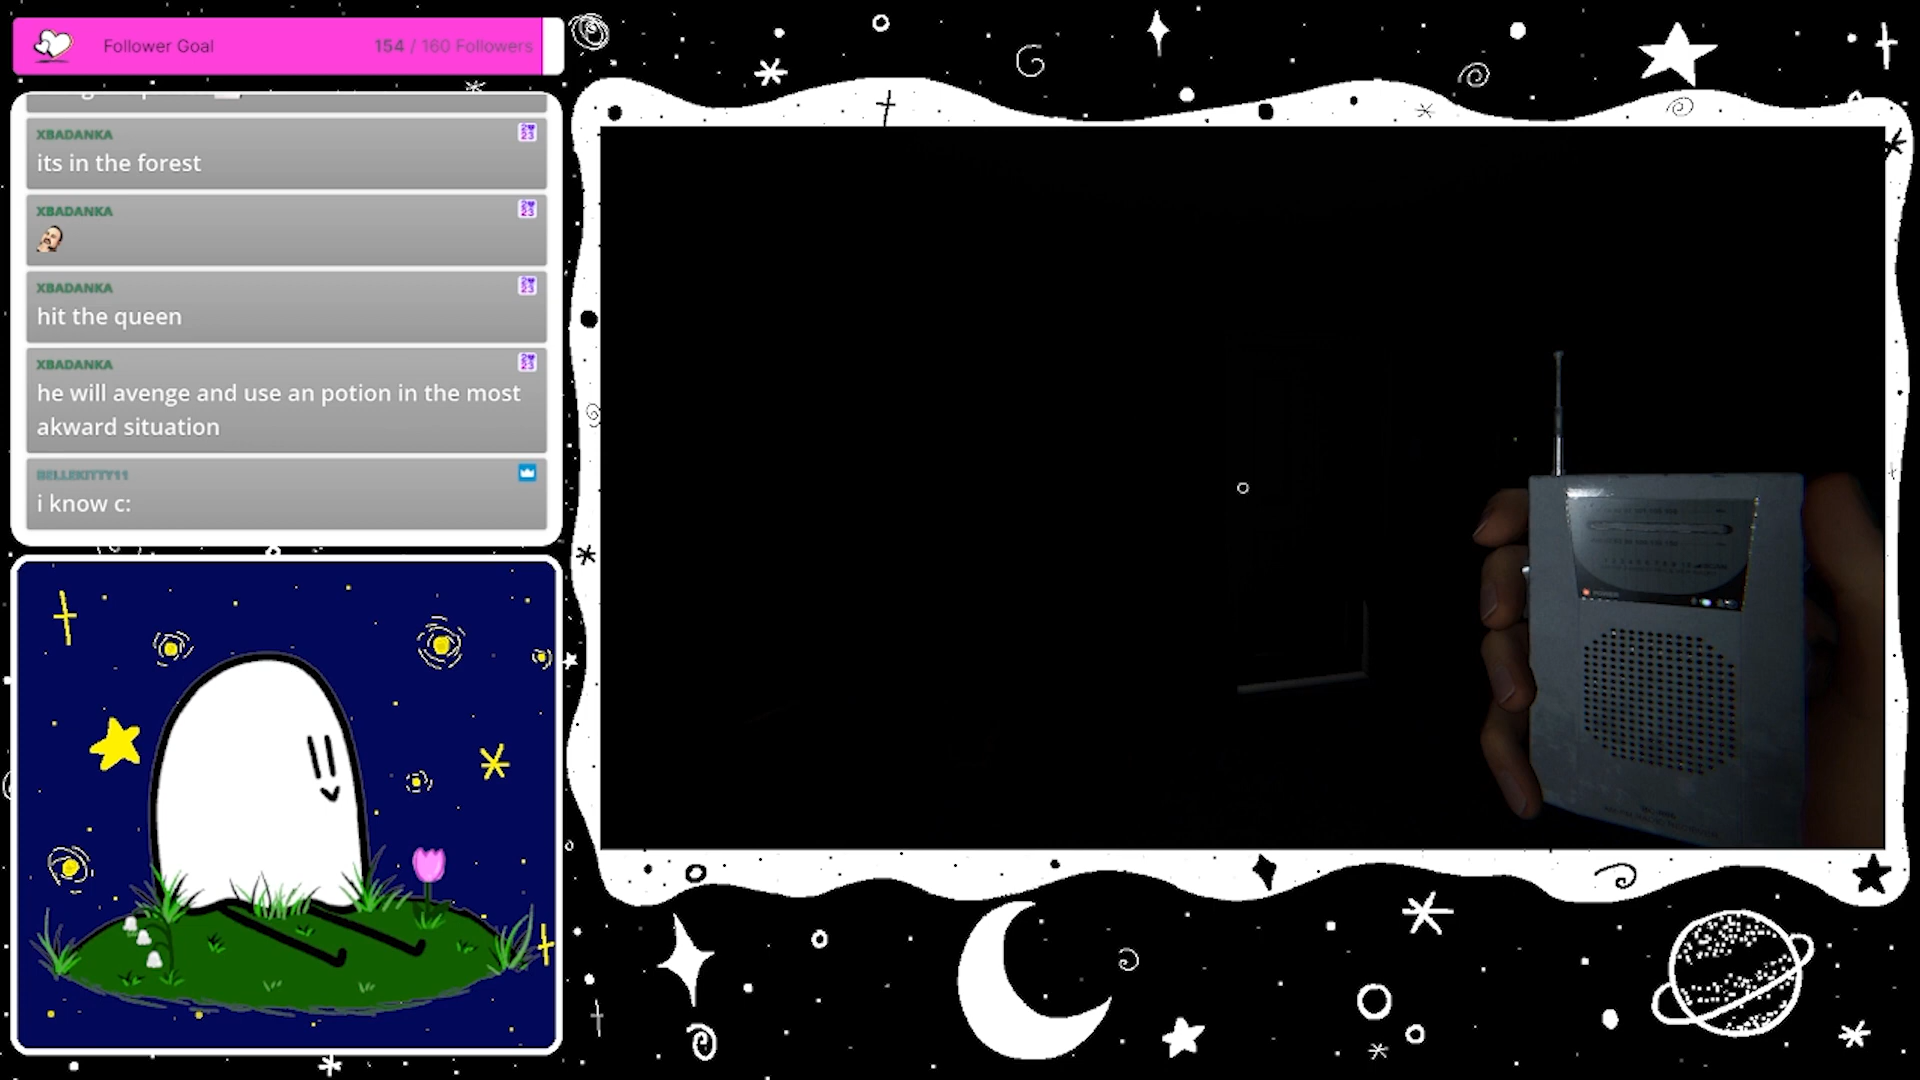 Follower Goal
154 / 160 Followers
XBADANKA
its in the forest
XBADANKA
XBADANKA
hit the queen
XBADANKA
he will avenge and use an potion in the most
akward situation
BELLEKITTY11
i know c: